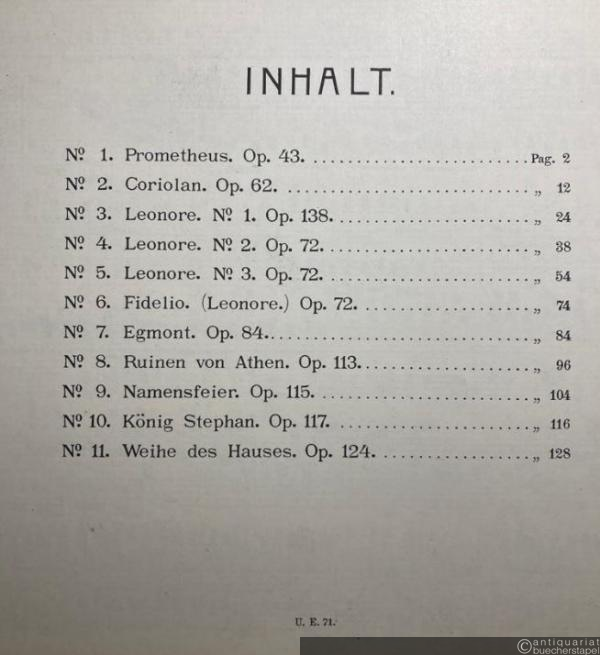 INHALT.
Nº 1. Prometheus. Op. 43. ........................ Pag. 2
Nº 2. Coriolan. Op. 62. ........................... „ 12
Nº 3. Leonore. Nº 1. Op. 138. ...................... „ 24
Nº 4. Leonore. Nº 2. Op. 72. ....................... „ 38
Nº 5. Leonore. Nº 3. Op. 72. ....................... „ 54
Nº 6. Fidelio. (Leonore.) Op. 72. ................... „ 74
Nº 7. Egmont. Op. 84. ............................. „ 84
Nº 8. Ruinen von Athen. Op. 113. ................... „ 96
Nº 9. Namensfeier. Op. 115. ........................ „ 104
Nº 10. König Stephan. Op. 117. ..................... „ 116
Nº 11. Weihe des Hauses. Op. 124. ................. „ 128
U. E. 71.
©antiquariat
buecherstapel